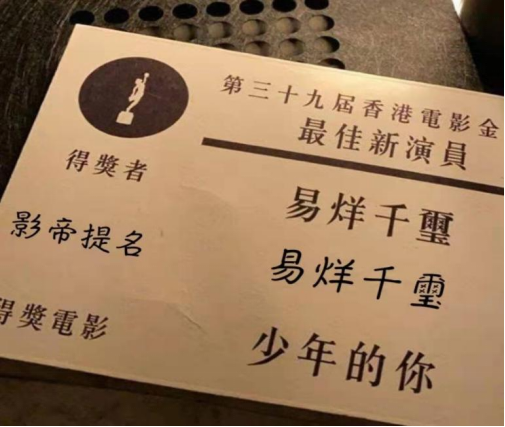 第三十九屆香港電影金
最佳新演員
得獎者
易烊千璽
影帝提名
易烊千璽
得獎電影
少年的你